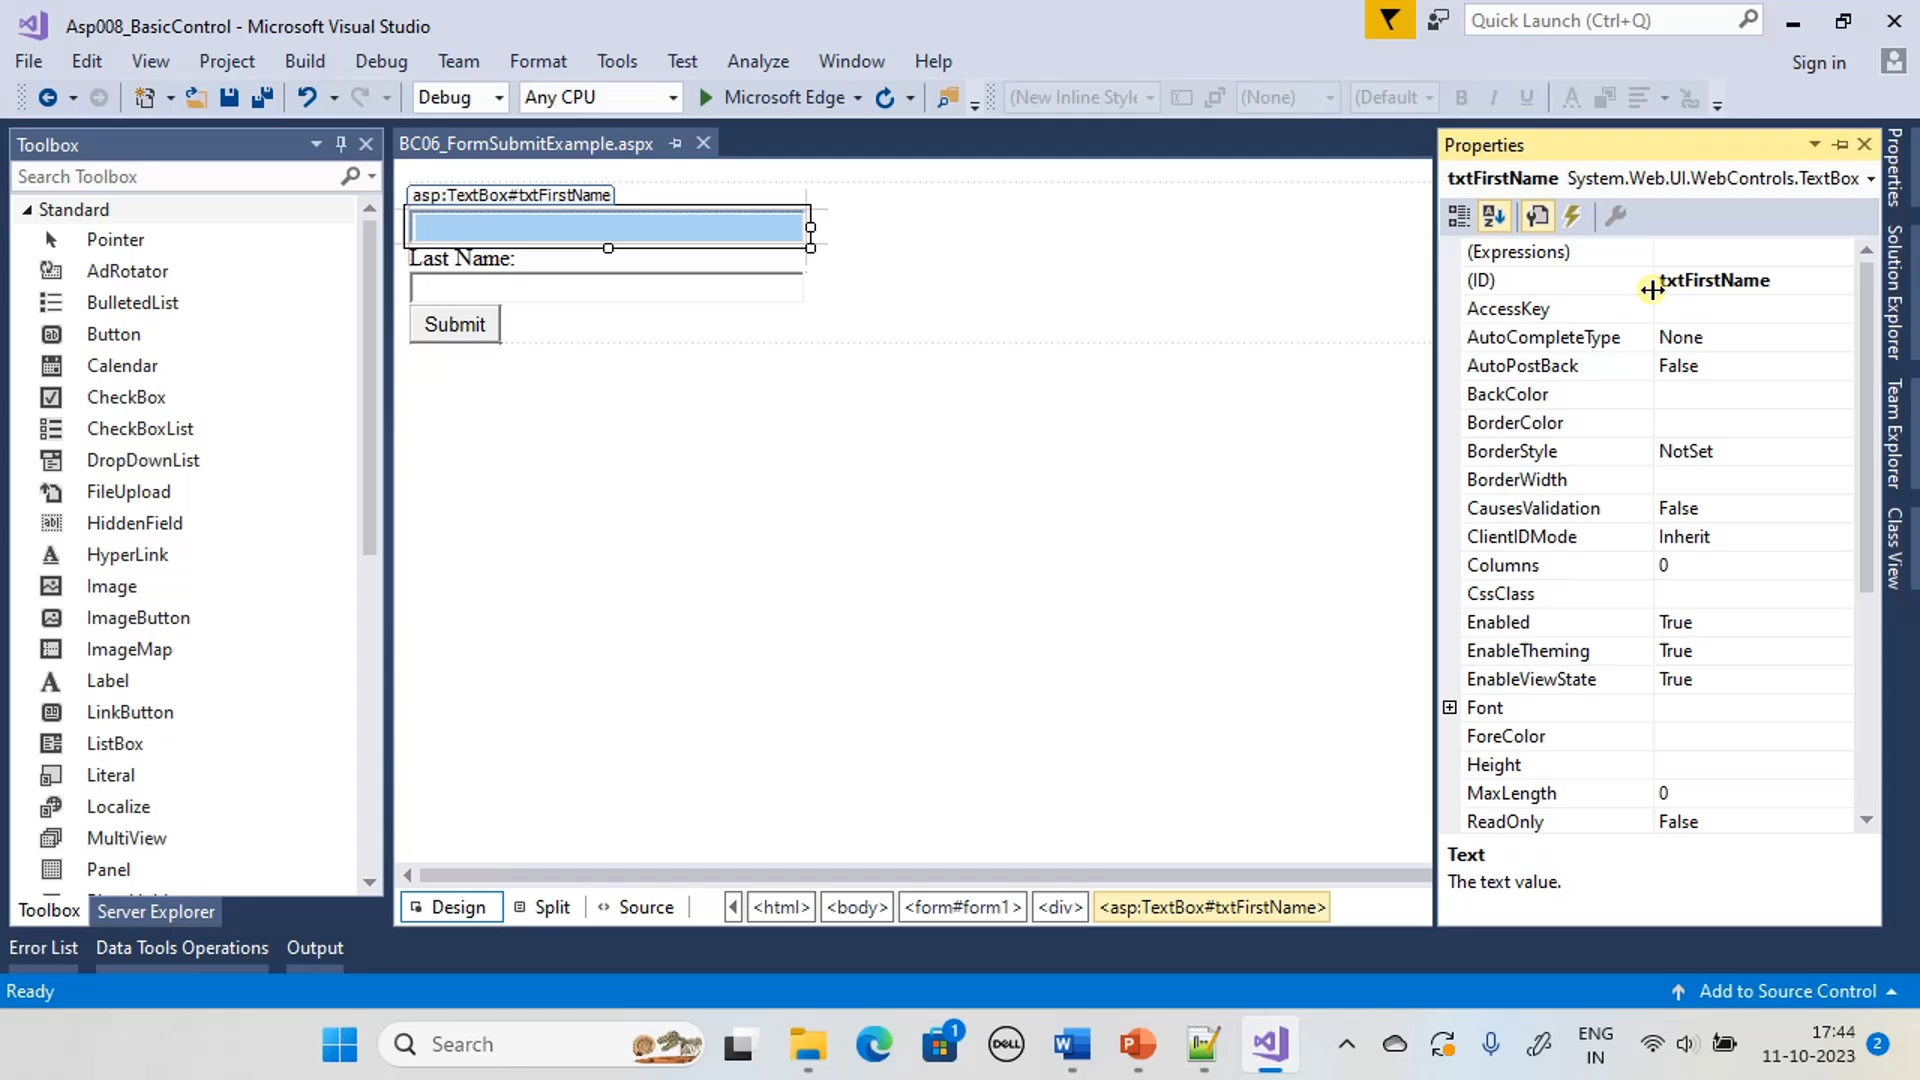 Asp008_BasicControl - Microsoft Visual Studio
Quick Launch (Ctrl+Q)
File Edit View Project Build Debug Team Format Tools Test Analyze Window Help
Sign in
Debug Any CPU Microsoft Edge (New Inline Style (None) (Default B I U A
Toolbox
Search Toolbox
Standard
Pointer
AdRotator
BulletedList
Button
Calendar
CheckBox
CheckBoxList
DropDownList
FileUpload
HiddenField
HyperLink
Image
ImageButton
ImageMap
Label
LinkButton
ListBox
Literal
Localize
MultiView
Panel
Toolbox Server Explorer
BC06_FormSubmitExample.aspx
asp:TextBox#txtFirstName
Last Name:
Submit
Design Split Source <html> <body> <form#form1> <div> <asp:TextBox#txtFirstName>
Properties
txtFirstName System.Web.UI.WebControls.TextBox
(Expressions)
(ID) txtFirstName
AccessKey
AutoCompleteType None
AutoPostBack False
BackColor
BorderColor
BorderStyle NotSet
BorderWidth
CausesValidation False
ClientIDMode Inherit
Columns 0
CssClass
Enabled True
EnableTheming True
EnableViewState True
Font
ForeColor
Height
MaxLength 0
ReadOnly False
Text
The text value.
Properties
Solution Explorer
Team Explorer
Class View
Error List Data Tools Operations Output
Ready
Add to Source Control
Search
1
DELL
W
P
ENG
IN
17:44
11-10-2023
2